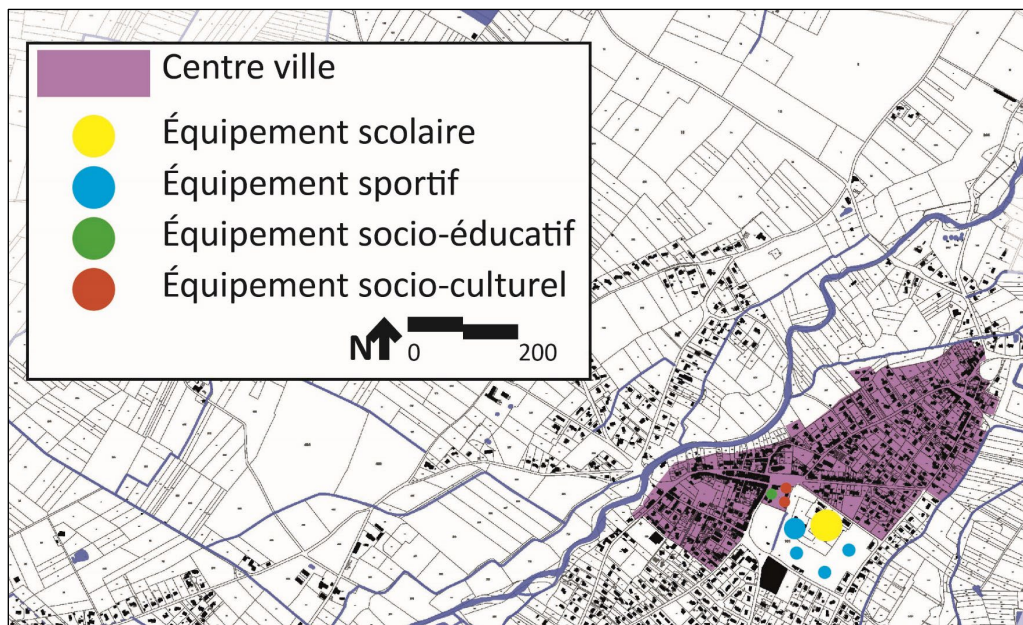 Centre ville
Équipement scolaire
Équipement sportif
Équipement socio-éducatif
Équipement socio-culturel
N 0 200